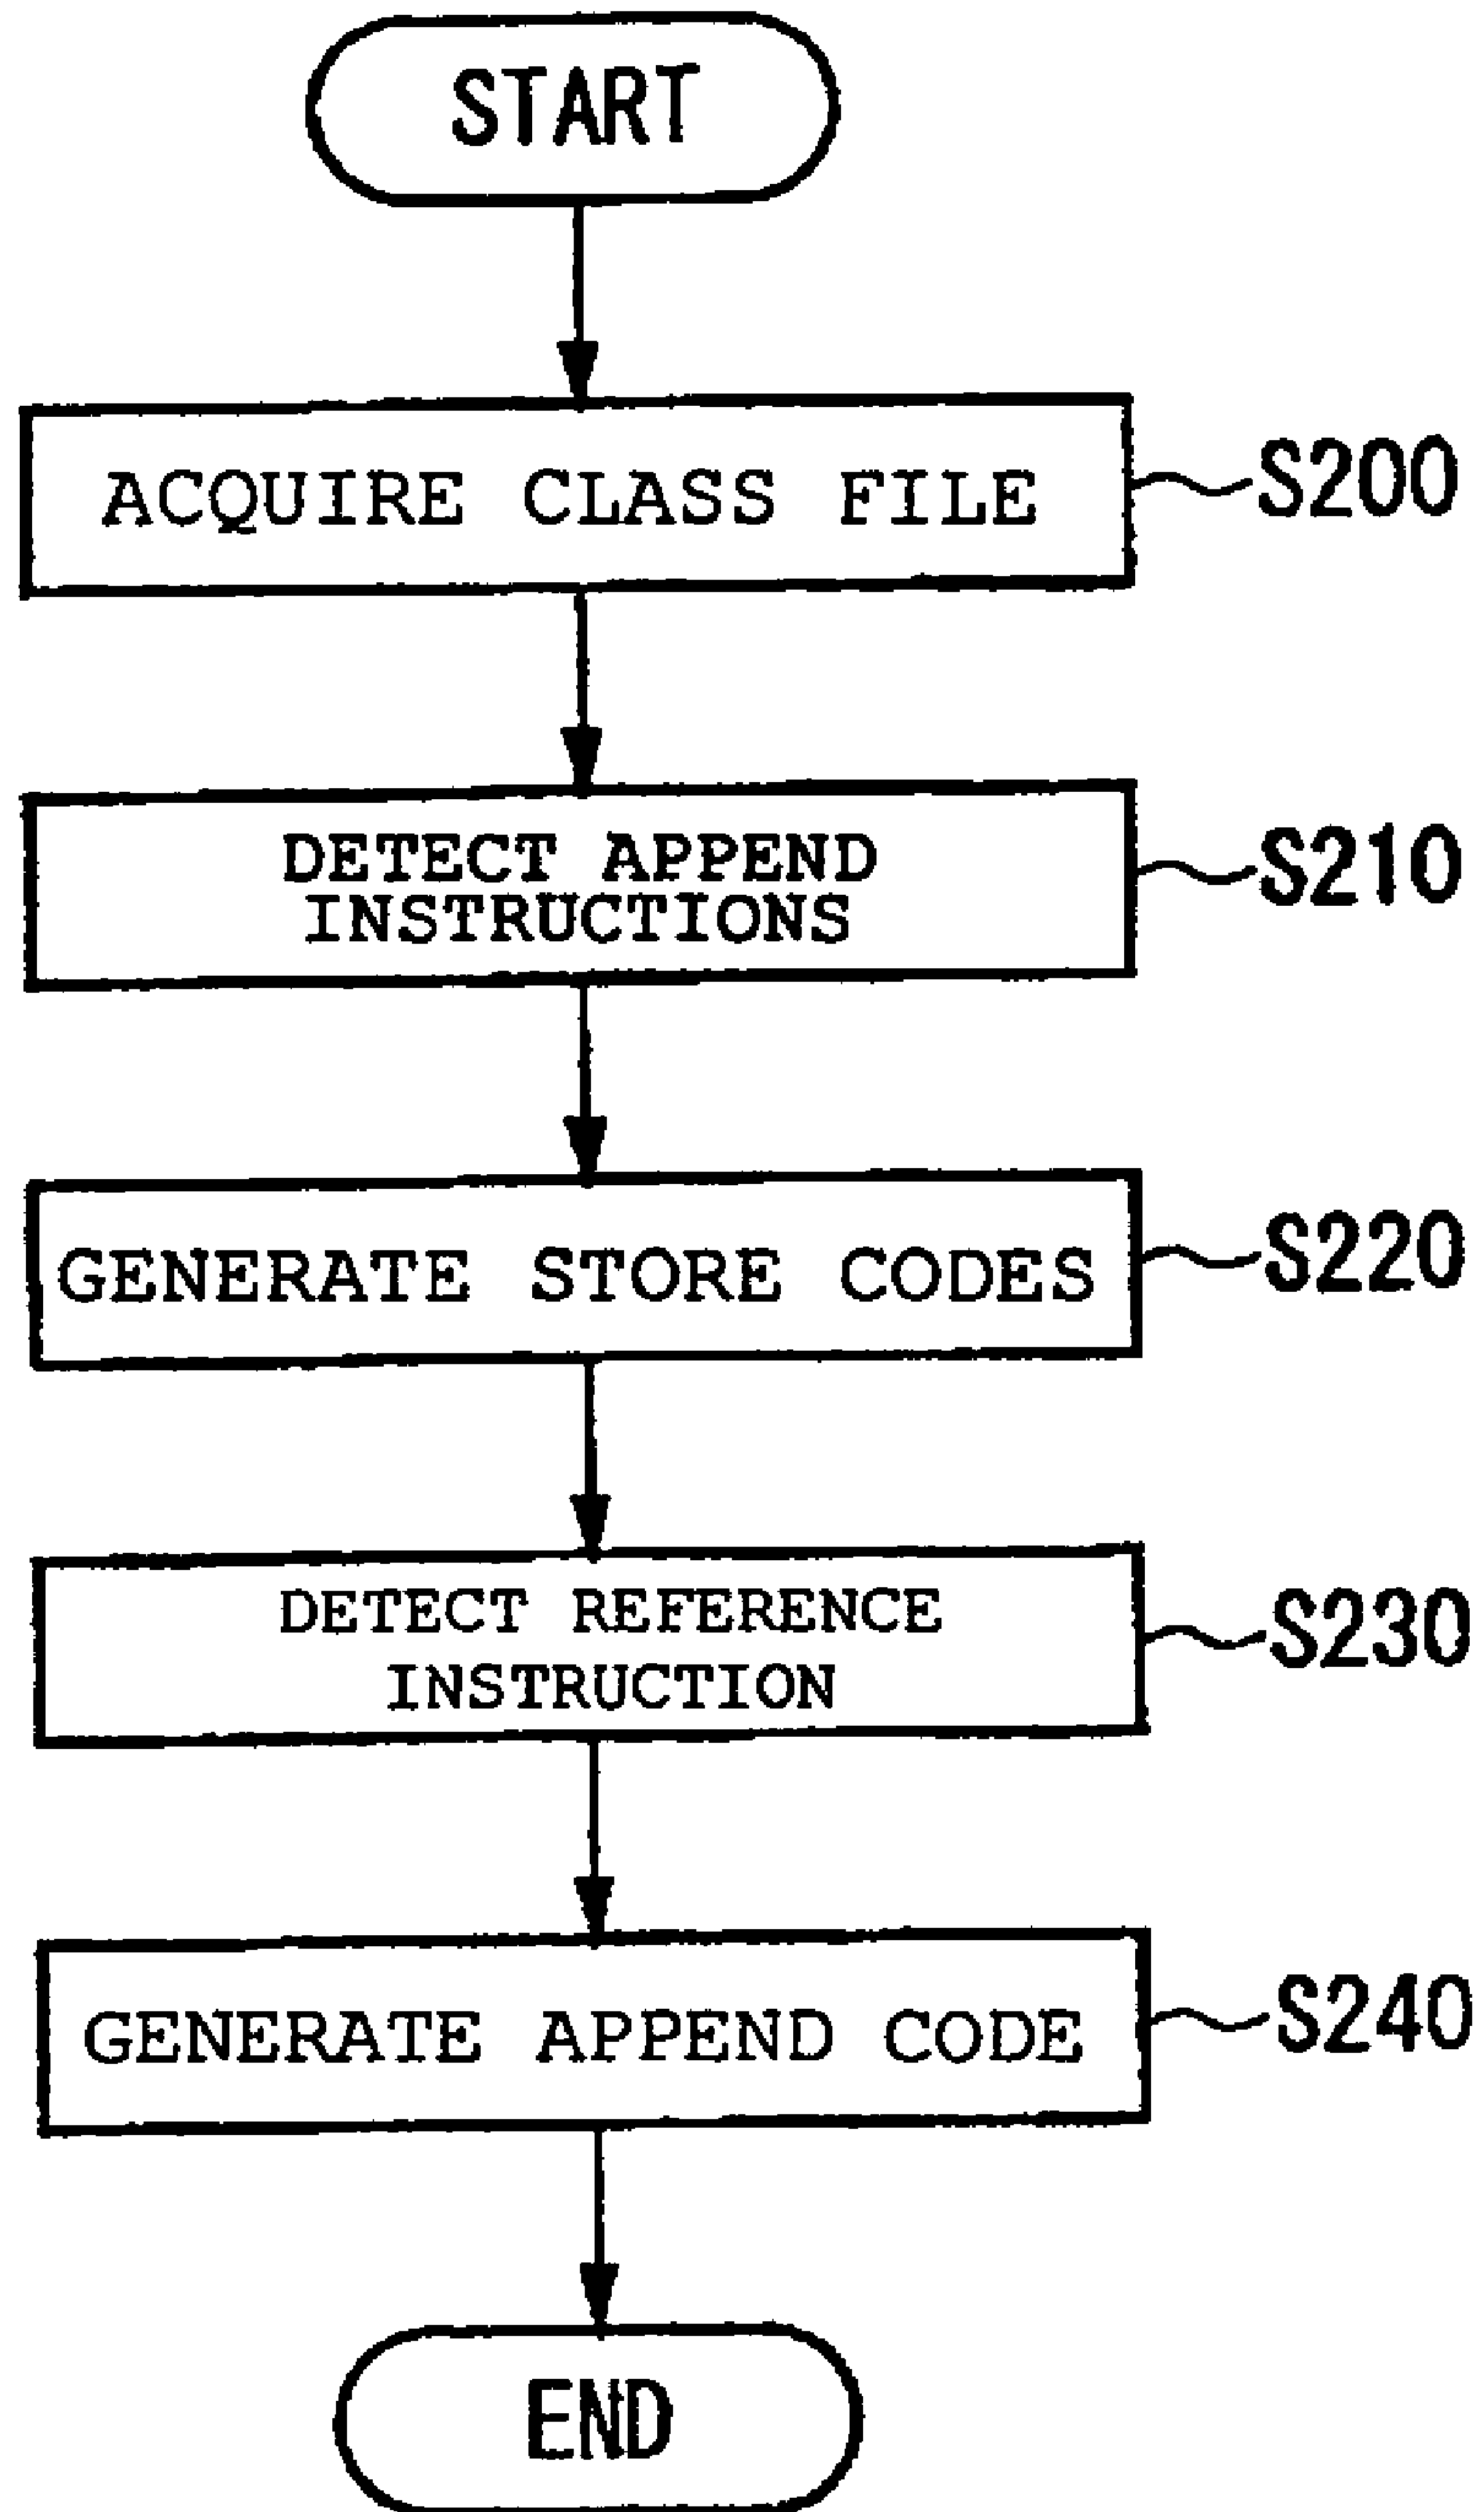 START
ACQUIRE CLASS FILE
S200
DETECT APPEND
INSTRUCTIONS
S210
GENERATE STORE CODES
S220
DETECT REFERENCE
INSTRUCTION
S230
GENERATE APPEND CODE
S240
END